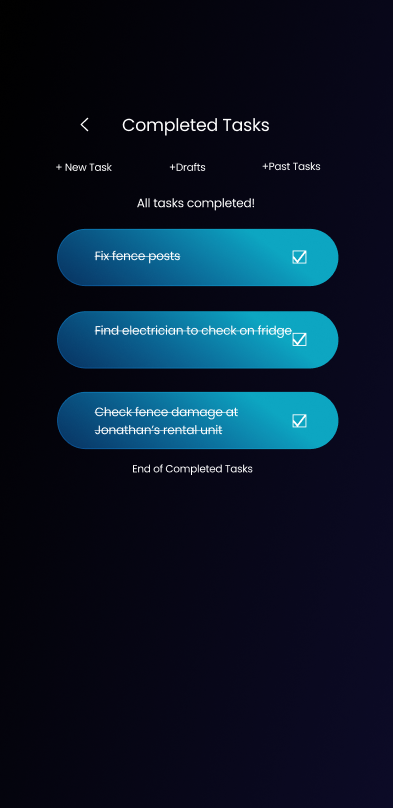 Completed Tasks
+ New Task +Drafts +Past Tasks
All tasks completed!
Fix fence posts
Find electrician to check on fridge
Check fence damage at
Jonathan's rental unit
End of Completed Tasks